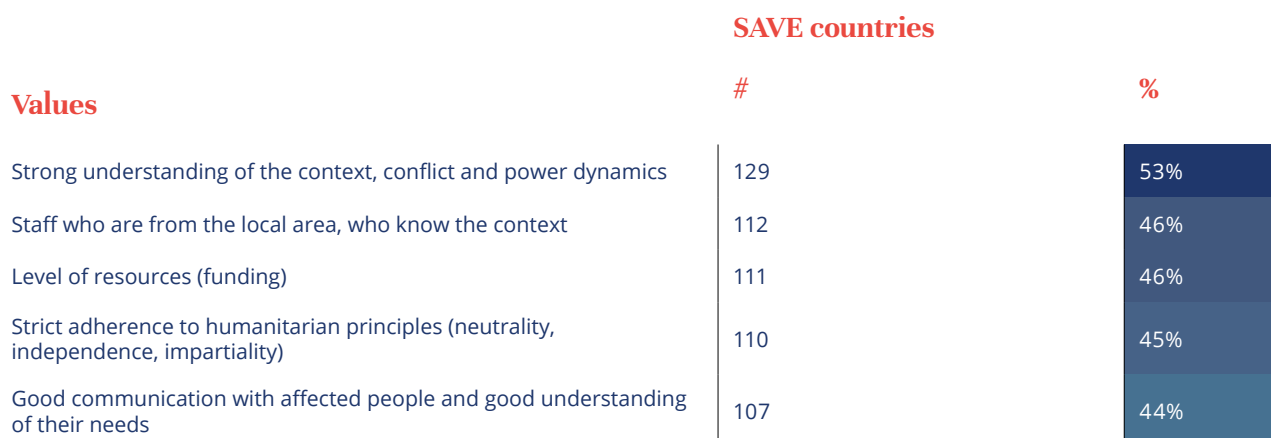 SAVE countries
Values # %
Strong understanding of the context, conflict and power dynamics 129 53%
Staff who are from the local area, who know the context 112 46%
Level of resources (funding) 111 46%
Strict adherence to humanitarian principles (neutrality,
independence, impartiality) 110 45%
Good communication with affected people and good understanding
of their needs 107 44%